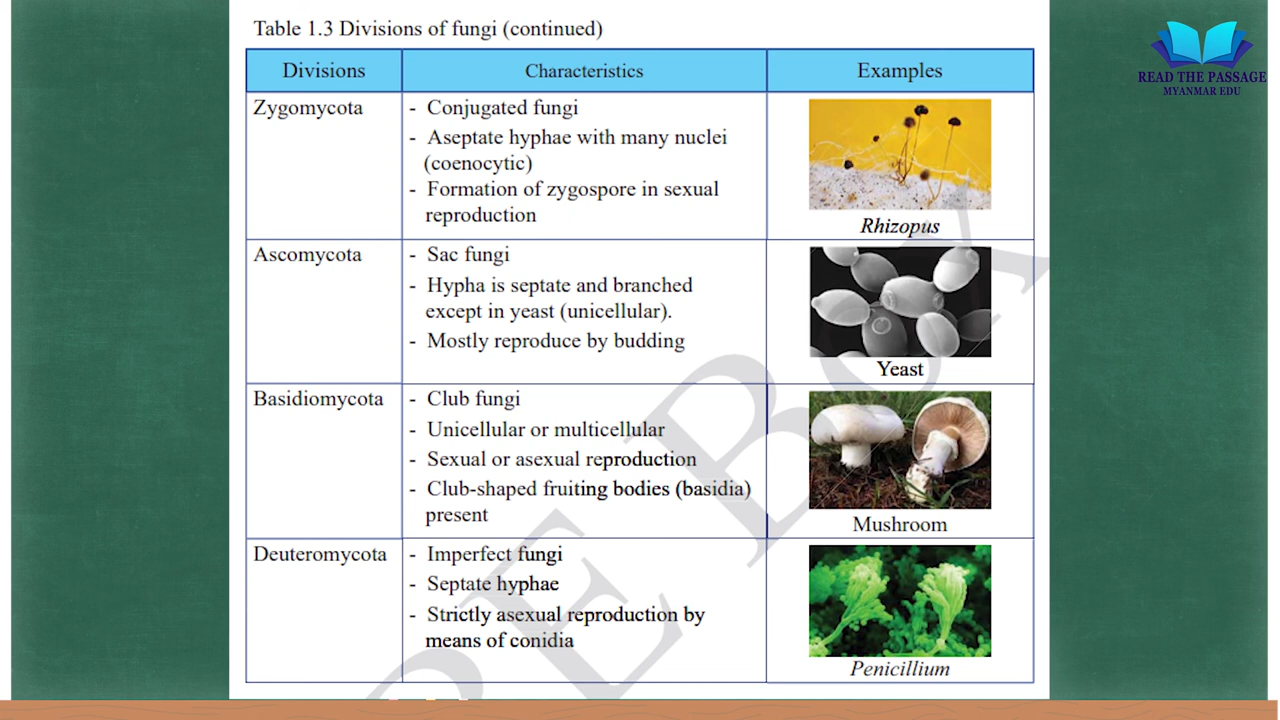 Table 1.3 Divisions of fungi (continued)
Divisions Characteristics Examples
Zygomycota
- Conjugated fungi
- Aseptate hyphae with many nuclei
(coenocytic)
- Formation of zygospore in sexual
reproduction
Rhizopus
Ascomycota
- Sac fungi
- Hypha is septate and branched
except in yeast (unicellular).
- Mostly reproduce by budding
Yeast
Basidiomycota
- Club fungi
- Unicellular or multicellular
- Sexual or asexual reproduction
- Club-shaped fruiting bodies (basidia)
present
Mushroom
Deuteromycota
- Imperfect fungi
- Septate hyphae
- Strictly asexual reproduction by
means of conidia
Penicillium
READ THE PASSAGE
MYANMAR EDU